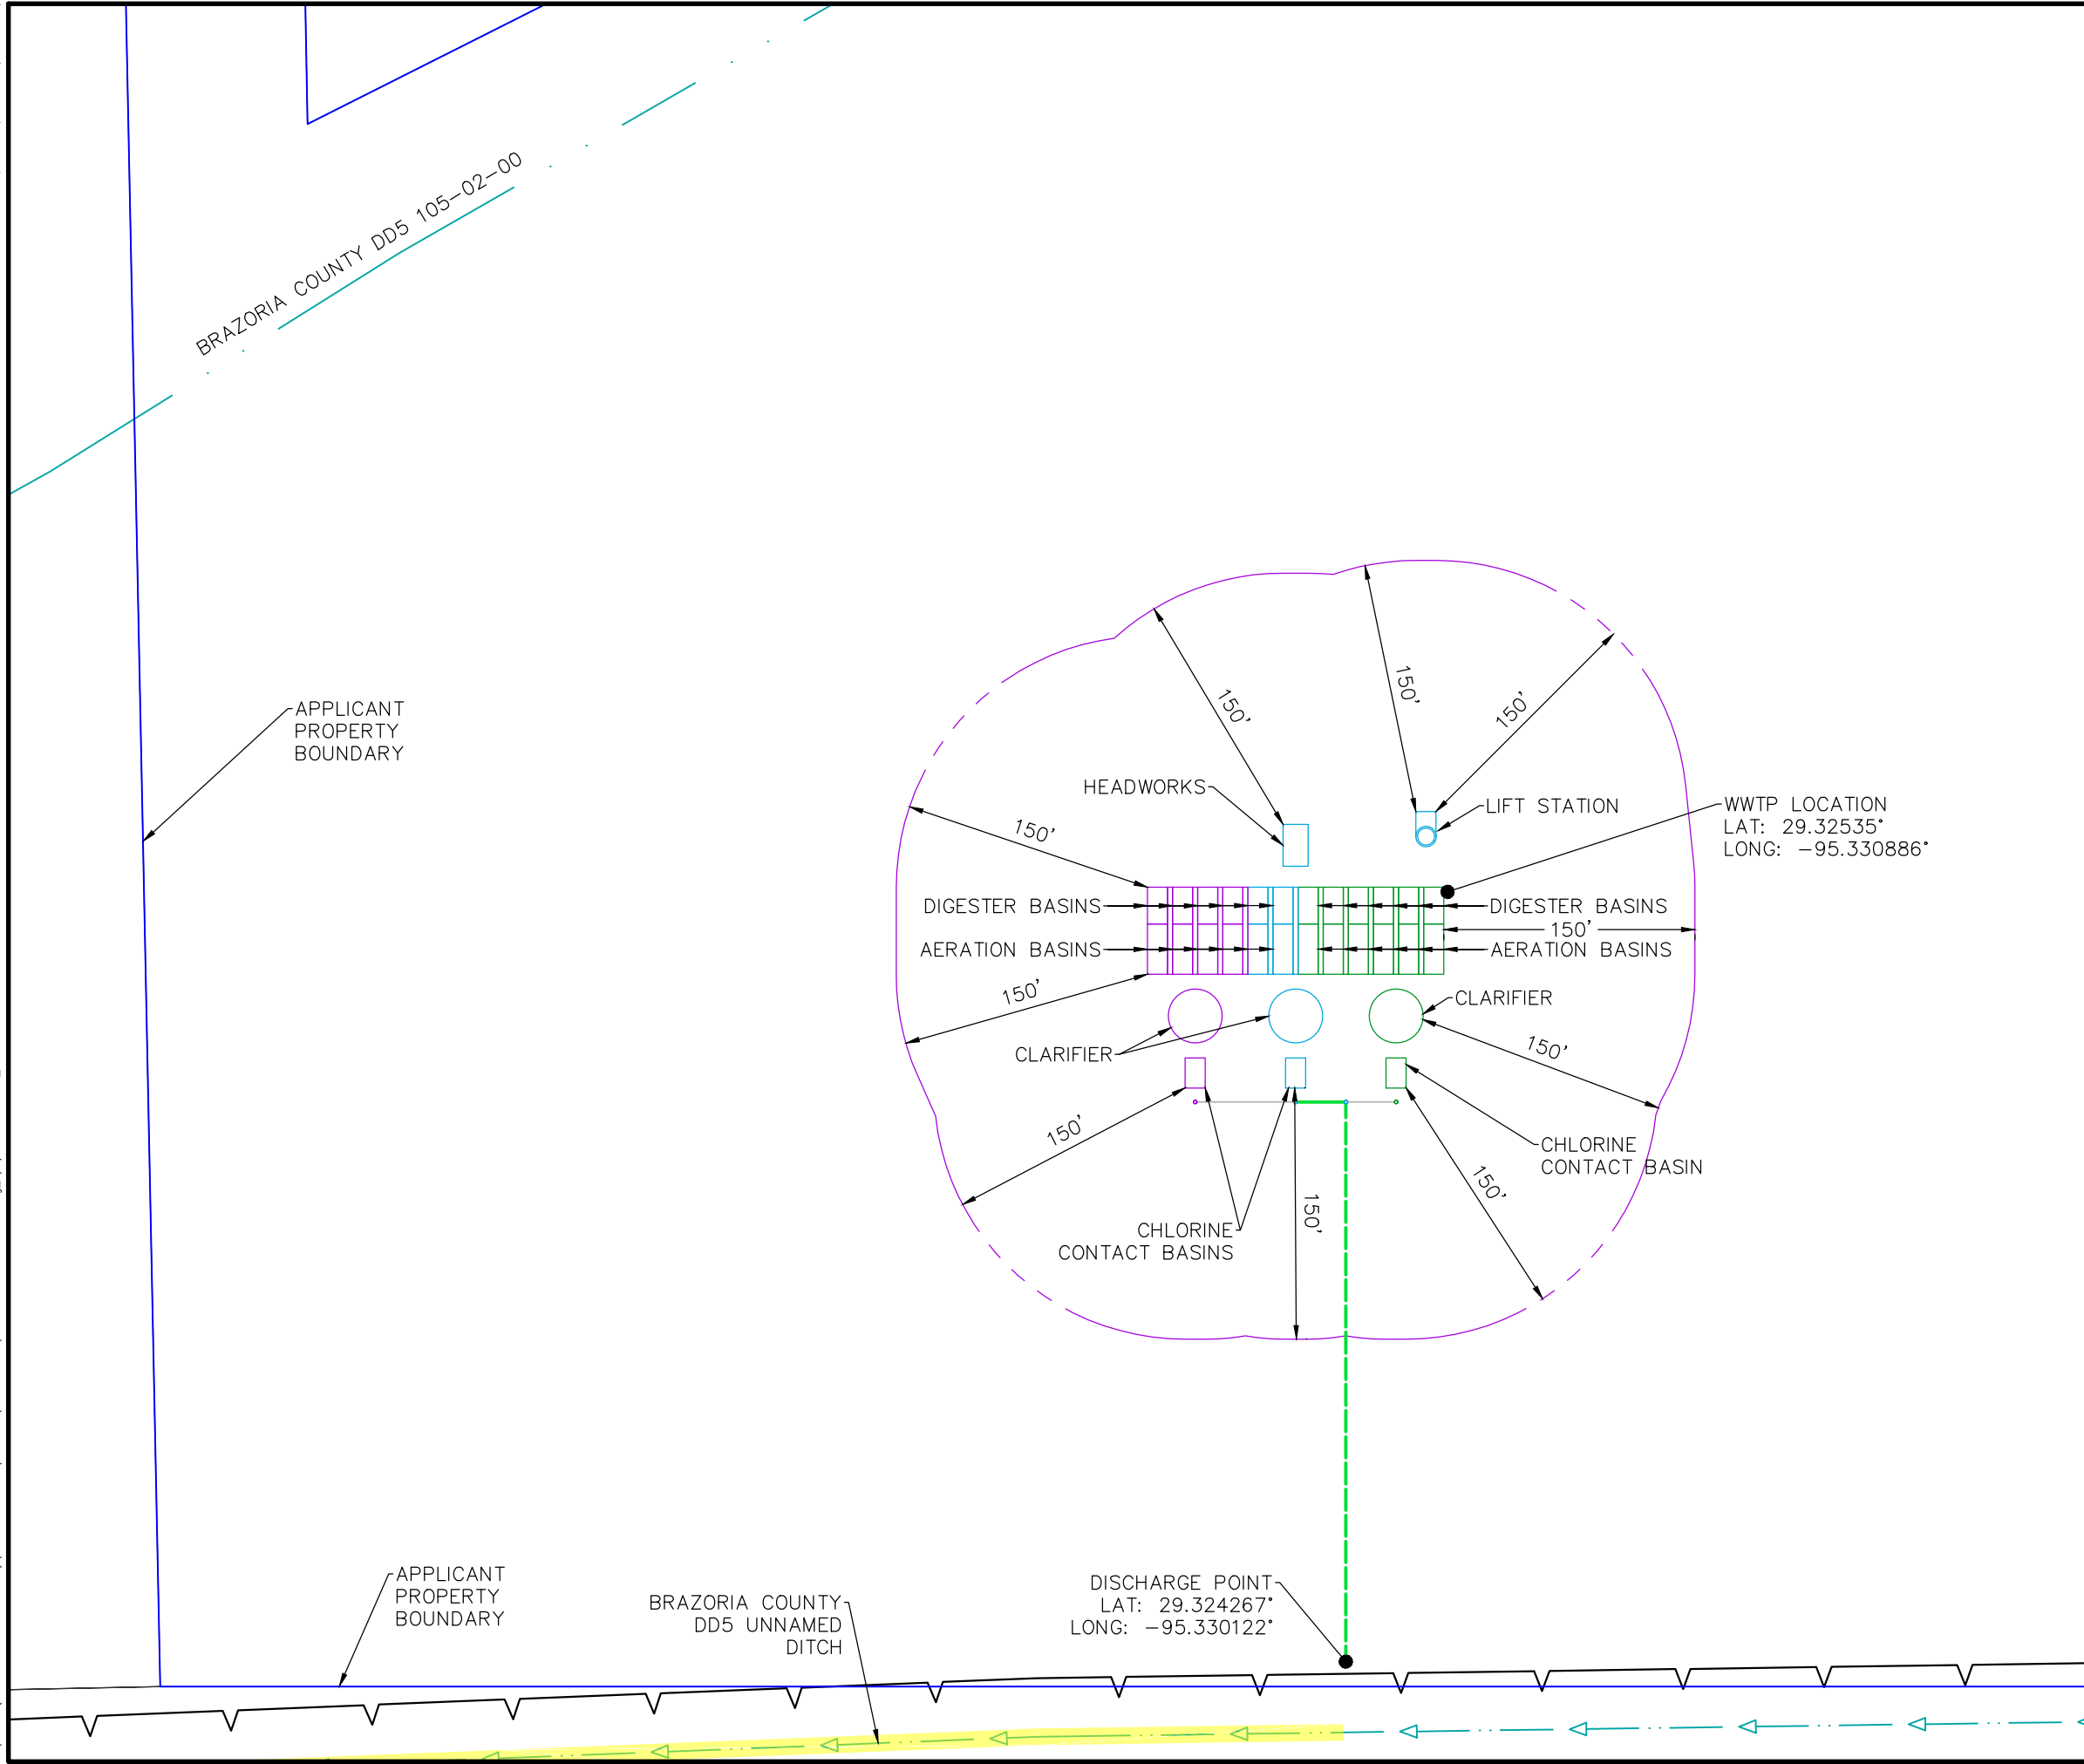 BRAZORIA COUNTY DD5 105-02-00
APPLICANT
PROPERTY
BOUNDARY
150'
150'
150'
HEADWORKS
LIFT STATION
WWTP LOCATION
LAT: 29.32535°
LONG: -95.330886°
150'
DIGESTER BASINS
DIGESTER BASINS
150'
AERATION BASINS
AERATION BASINS
150'
CLARIFIER
CLARIFIER
150'
150'
CHLORINE
CONTACT BASIN
150'
150'
CHLORINE
CONTACT BASINS
APPLICANT
PROPERTY
BOUNDARY
BRAZORIA COUNTY
DD5 UNNAMED
DITCH
DISCHARGE POINT
LAT: 29.324267°
LONG: -95.330122°